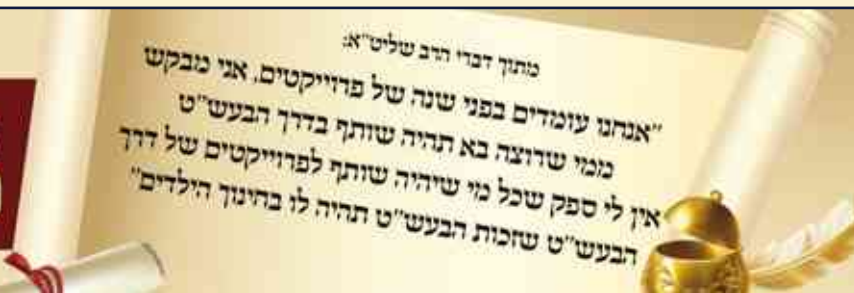 מתוך דברי הרב שליט"א:
"אנחנו עומדים בפני שנה של פרוייקטים, אני מבקש
ממי שרוצה בא תהיה שותף בדרך הבעש"ט
אין לי ספק שכל מי שיהיה שותף לפרוייקטים של דרך
הבעש"ט שזכות הבעש"ט תהיה לו בחינוך הילדים"